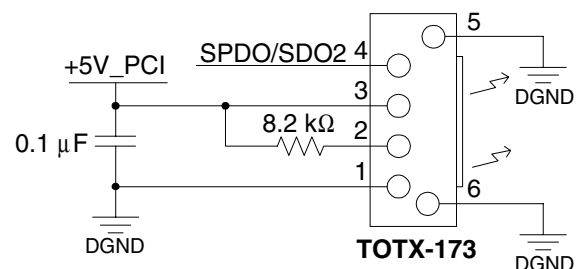 5
SPDO/SDO2 4
+5V_PCI
3
DGND
8.2 kΩ
2
0.1 µF
1
6
DGND
TOTX-173
DGND